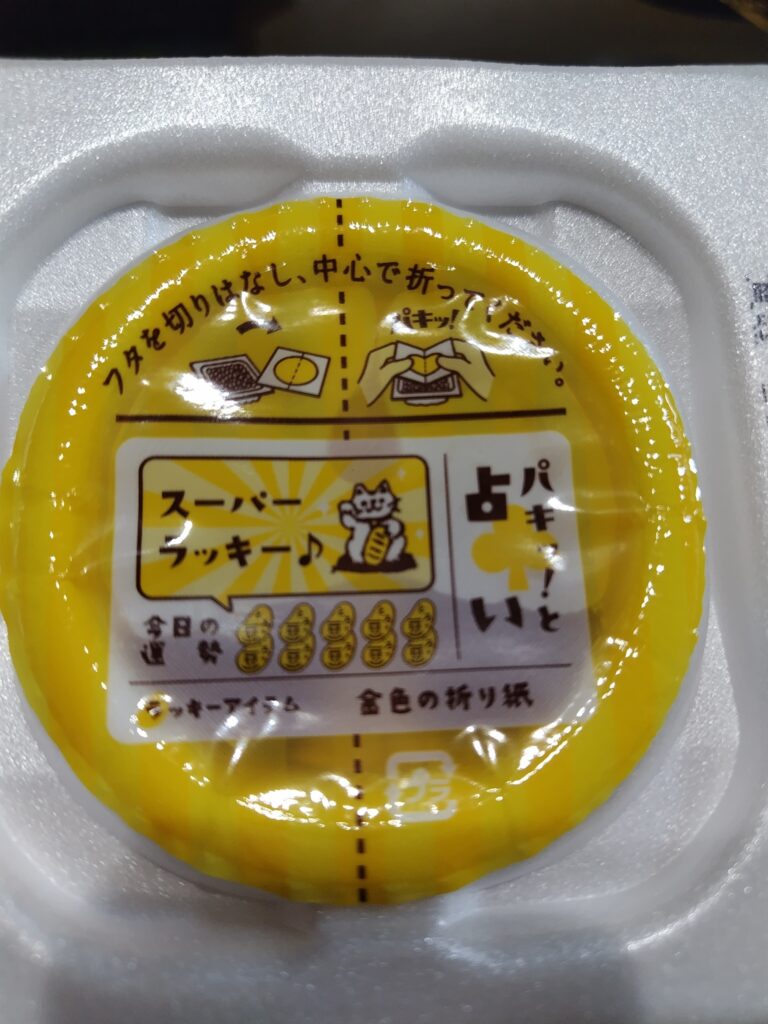 フタを切りはなし、中心で折ってください。
パキッ!
スーパー
ラッキー♪
パキッ!と
占い
今日の
運勢
ラッキーアイテム
金色の折り紙
プラ